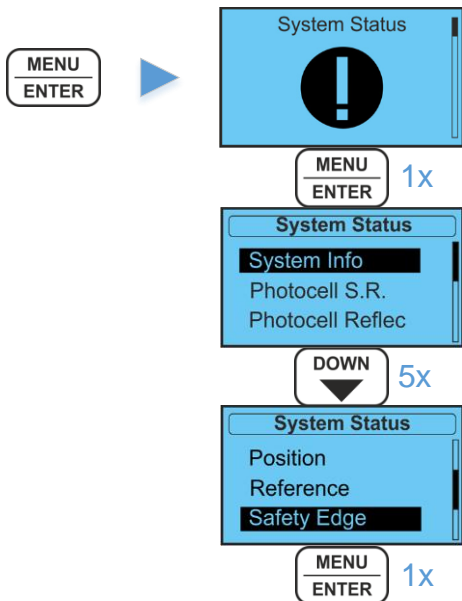 MENU
ENTER
System Status
MENU
ENTER
1x
System Status
System Info
Photocell S.R.
Photocell Reflec
DOWN
5x
System Status
Position
Reference
Safety Edge
MENU
ENTER
1x